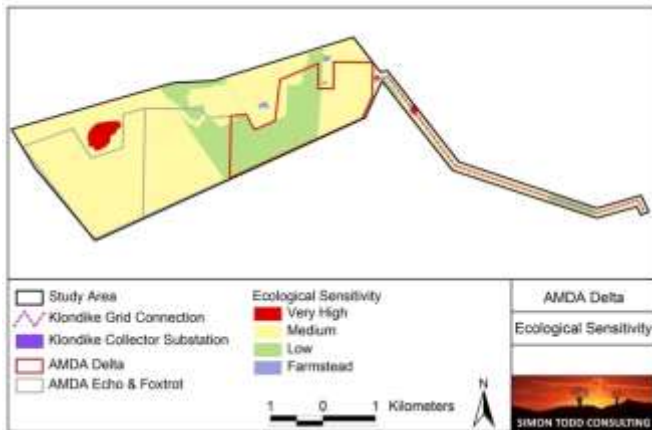 Study Area
Klondike Grid Connection
Klondike Collector Substation
AMDA Delta
AMDA Echo & Foxtrot
Ecological Sensitivity
Very High
Medium
Low
Farmstead
1 0 1 Kilometers
N
AMDA Delta
Ecological Sensitivity
SIMON TODD CONSULTING